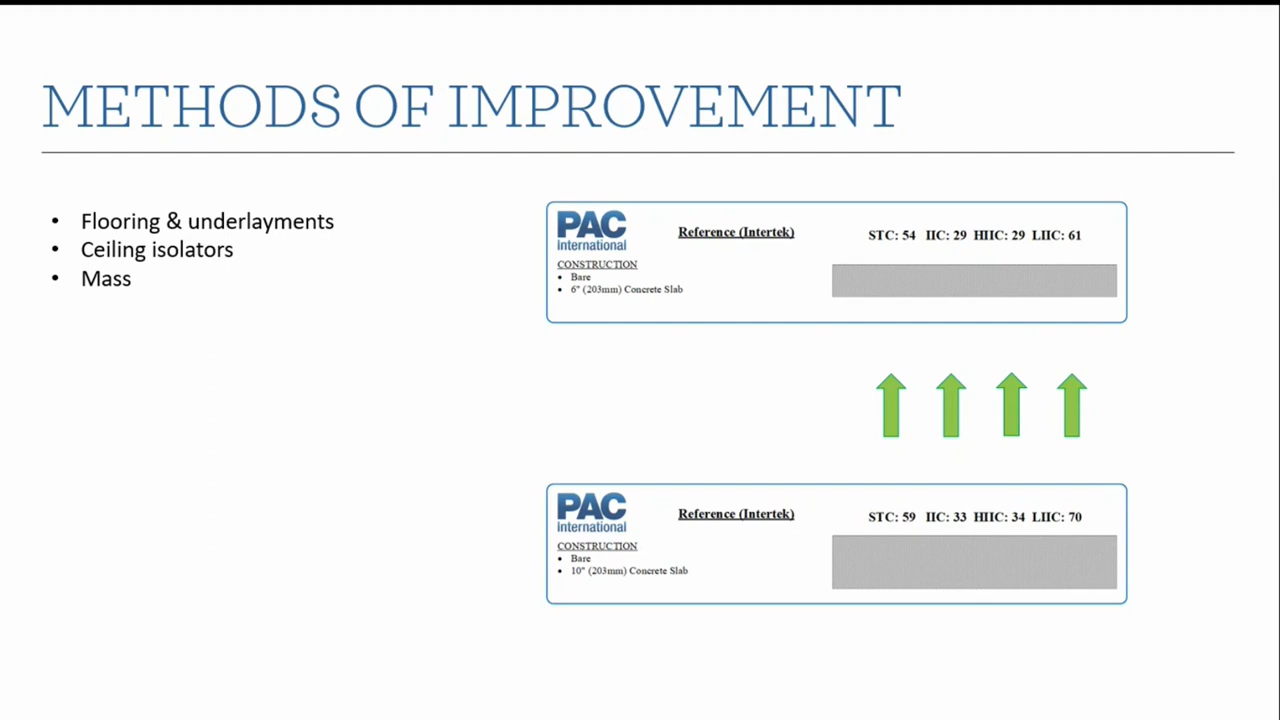 METHODS OF IMPROVEMENT
• Flooring & underlayments
• Ceiling isolators
• Mass
PAC
international
Reference (Intertek)
STC: 54 IIC: 29 HIIC: 29 LIIC: 61
CONSTRUCTION
• Bare
• 6" (203mm) Concrete Slab
PAC
international
Reference (Intertek)
STC: 59 IIC: 33 HIIC: 34 LIIC: 70
CONSTRUCTION
• Bare
• 10" (203mm) Concrete Slab